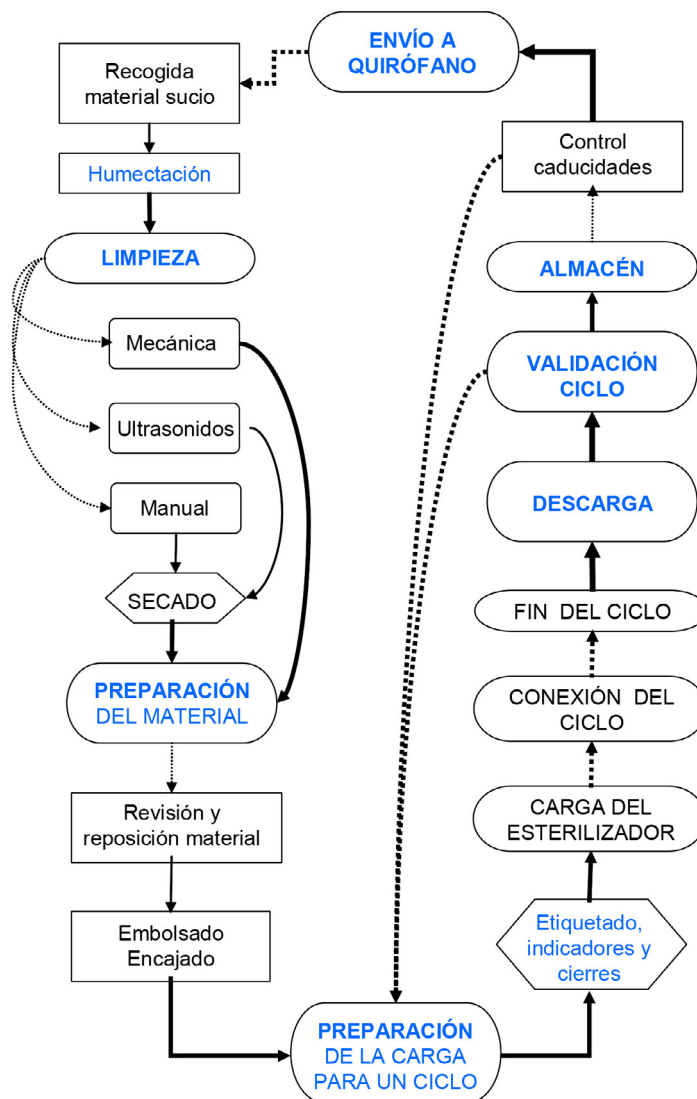 ENVÍO A
QUIRÓFANO
Recogida
material sucio
Humectación
LIMPIEZA
Mecánica
Ultrasonidos
Manual
SECADO
PREPARACIÓN
DEL MATERIAL
Revisión y
reposición material
Embolsado
Encajado
PREPARACIÓN
DE LA CARGA
PARA UN CICLO
Etiquetado,
indicadores y
cierres
CARGA DEL
ESTERILIZADOR
CONEXIÓN DEL
CICLO
FIN DEL CICLO
DESCARGA
VALIDACIÓN
CICLO
ALMACÉN
Control
caducidades